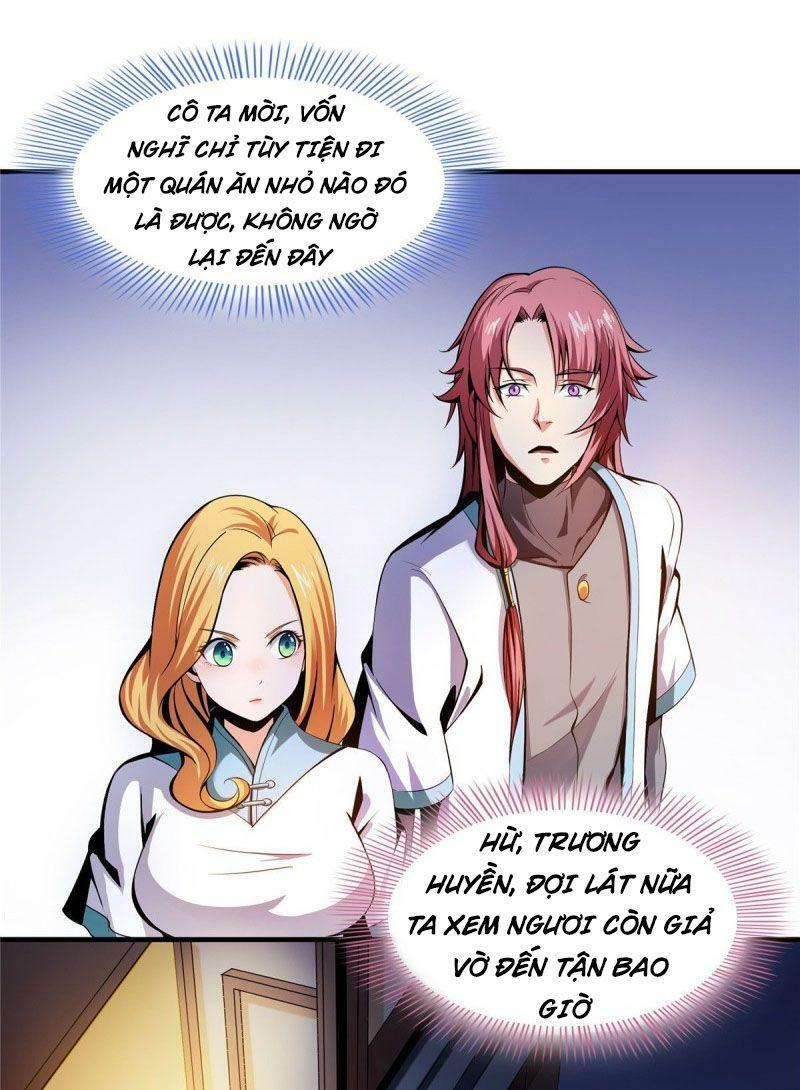 CÔ TA MỜI, VỐN
NGHĨ CHỈ TÙY TIỆN ĐI
MỘT QUÁN ĂN NHỎ NÀO ĐÓ
LÀ ĐƯỢC, KHÔNG NGỜ
LẠI ĐẾN ĐÂY
HỪ, TRƯƠNG
HUYỀN, ĐỢI LÁT NỮA
TA XEM NGƯƠI CÒN GIẢ
VỜ ĐẾN TẬN BAO
GIỜ